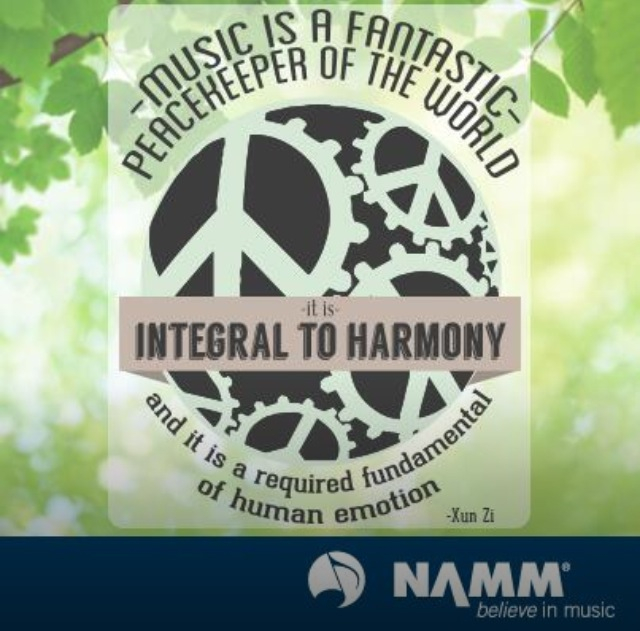 -MUSIC IS A FANTASTIC-
PEACEKEEPER OF THE WORLD
-it is-
INTEGRAL TO HARMONY
and it is a required fundamental
of human emotion
-Xun Zi
NAMM®
believe in music